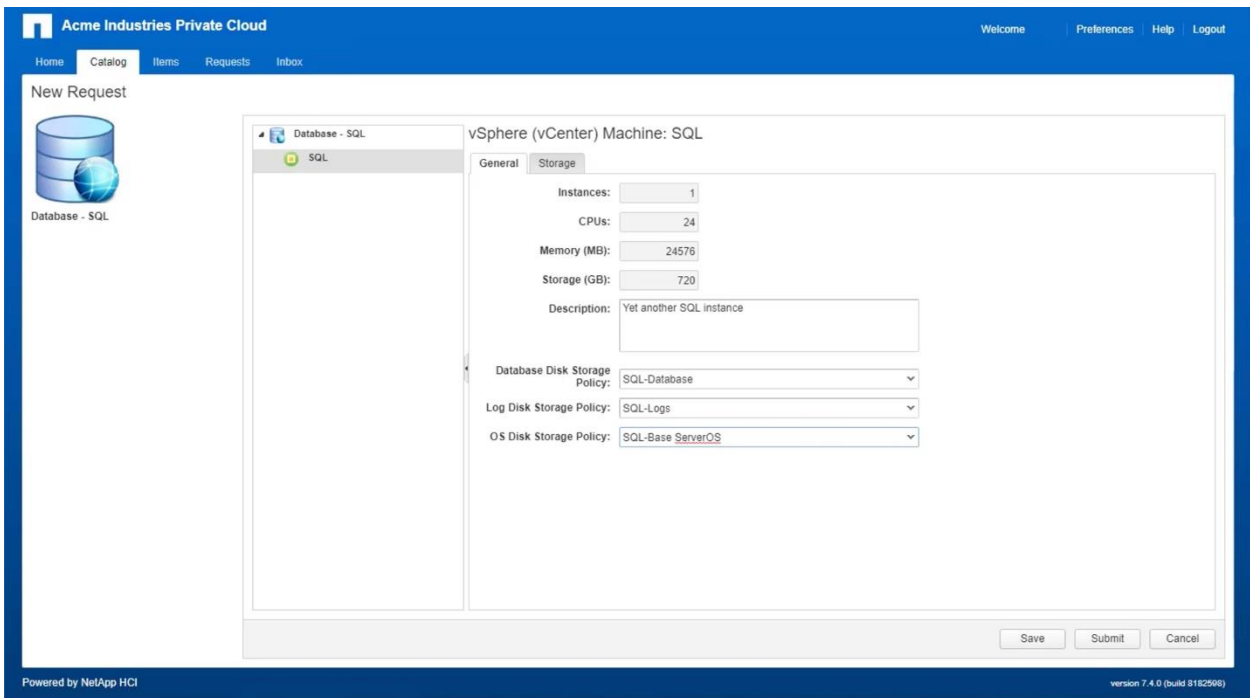 Acme Industries Private Cloud
Welcome Preferences Help Logout
Home Catalog Items Requests Inbox
New Request
Database - SQL
Database - SQL
SQL
vSphere (vCenter) Machine: SQL
General Storage
Instances: 1
CPUs: 24
Memory (MB): 24576
Storage (GB): 720
Description: Yet another SQL instance
Database Disk Storage
Policy: SQL-Database
Log Disk Storage Policy: SQL-Logs
OS Disk Storage Policy: SQL-Base ServerOS
Save Submit Cancel
Powered by NetApp HCI
version 7.4.0 (build 8182598)